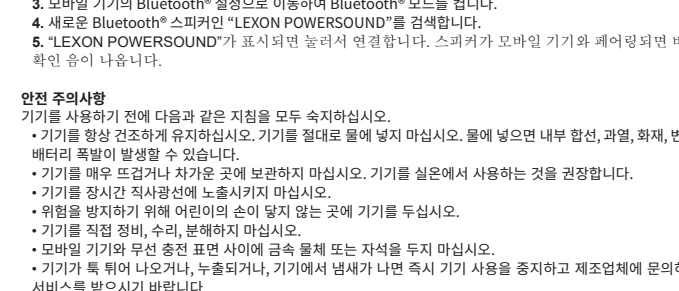 3. 모바일 기기의 Bluetooth® 설정으로 이동하여 Bluetooth® 모드를 켭니다.
4. 새로운 Bluetooth® 스피커인 “LEXON POWERSOUND”를 검색합니다.
5. “LEXON POWERSOUND”가 표시되면 눌러서 연결합니다. 스피커가 모바일 기기와 페어링되면
확인 음이 나옵니다.
안전 주의사항
기기를 사용하기 전에 다음과 같은 지침을 모두 숙지하십시오.
• 기기를 항상 건조하게 유지하십시오. 기기를 절대로 물에 넣지 마십시오. 물에 넣으면 내부 합선, 과열, 화재,
배터리 폭발이 발생할 수 있습니다.
• 기기를 매우 뜨겁거나 차가운 곳에 보관하지 마십시오. 기기를 실온에서 사용하는 것을 권장합니다.
• 기기를 장시간 직사광선에 노출시키지 마십시오.
• 위험을 방지하기 위해 어린이의 손이 닿지 않는 곳에 기기를 두십시오.
• 기기를 직접 정비, 수리, 분해하지 마십시오.
• 모바일 기기와 무선 충전 표면 사이에 금속 물체 또는 자석을 두지 마십시오.
• 기기가 툭 튀어 나오거나, 누출되거나, 기기에서 냄새가 나면 즉시 기기 사용을 중지하고 제조업체에 문의하
서비스를 받으시기 바랍니다